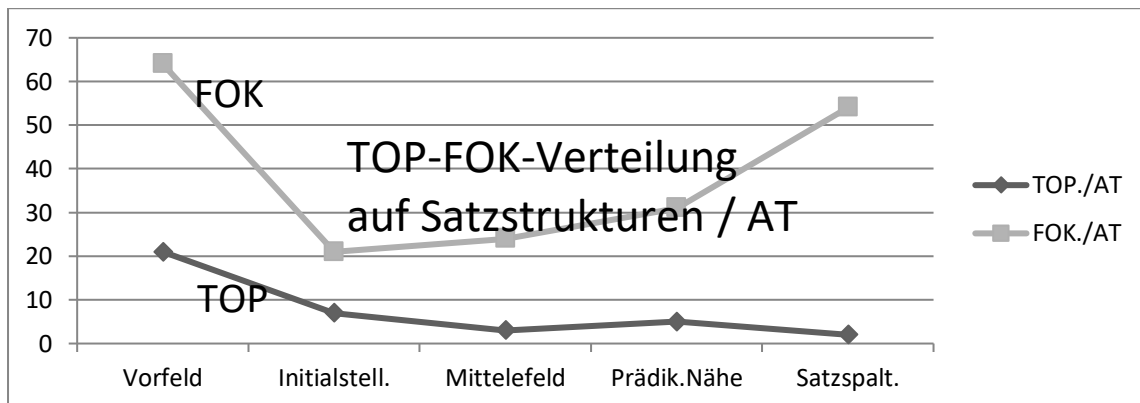 70
60
50
40
30
20
10
0
FOK
TOP-FOK-Verteilung
auf Satzstrukturen / AT
TOP
TOP./AT
FOK./AT
Vorfeld
Initialstell.
Mittelefeld
Prädik.Nähe
Satzspalt.